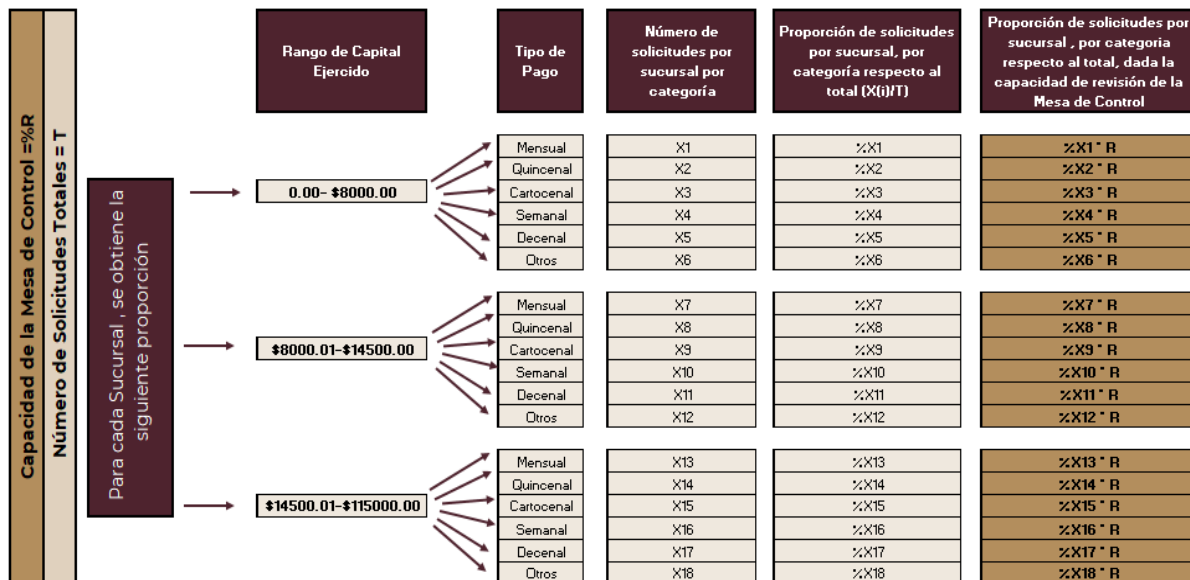 Capacidad de la Mesa de Control =%R
Número de Solicitudes Totales = T
Para cada Sucursal , se obtiene la
siguiente proporción
Rango de Capital
Ejercido
Tipo de
Pago
Número de
solicitudes por
sucursal por
categoría
Proporción de solicitudes
por sucursal, por
categoría respecto al
total (X(i)/T)
Proporción de solicitudes por
sucursal , por categoria
respecto al total, dada la
capacidad de revisión de la
Mesa de Control
0.00- $8000.00
Mensual X1 %X1 %X1 * R
Quincenal X2 %X2 %X2 * R
Cartocenal X3 %X3 %X3 * R
Semanal X4 %X4 %X4 * R
Decenal X5 %X5 %X5 * R
Otros X6 %X6 %X6 * R
$8000.01-$14500.00
Mensual X7 %X7 %X7 * R
Quincenal X8 %X8 %X8 * R
Cartocenal X9 %X9 %X9 * R
Semanal X10 %X10 %X10 * R
Decenal X11 %X11 %X11 * R
Otros X12 %X12 %X12 * R
$14500.01-$115000.00
Mensual X13 %X13 %X13 * R
Quincenal X14 %X14 %X14 * R
Cartocenal X15 %X15 %X15 * R
Semanal X16 %X16 %X16 * R
Decenal X17 %X17 %X17 * R
Otros X18 %X18 %X18 * R